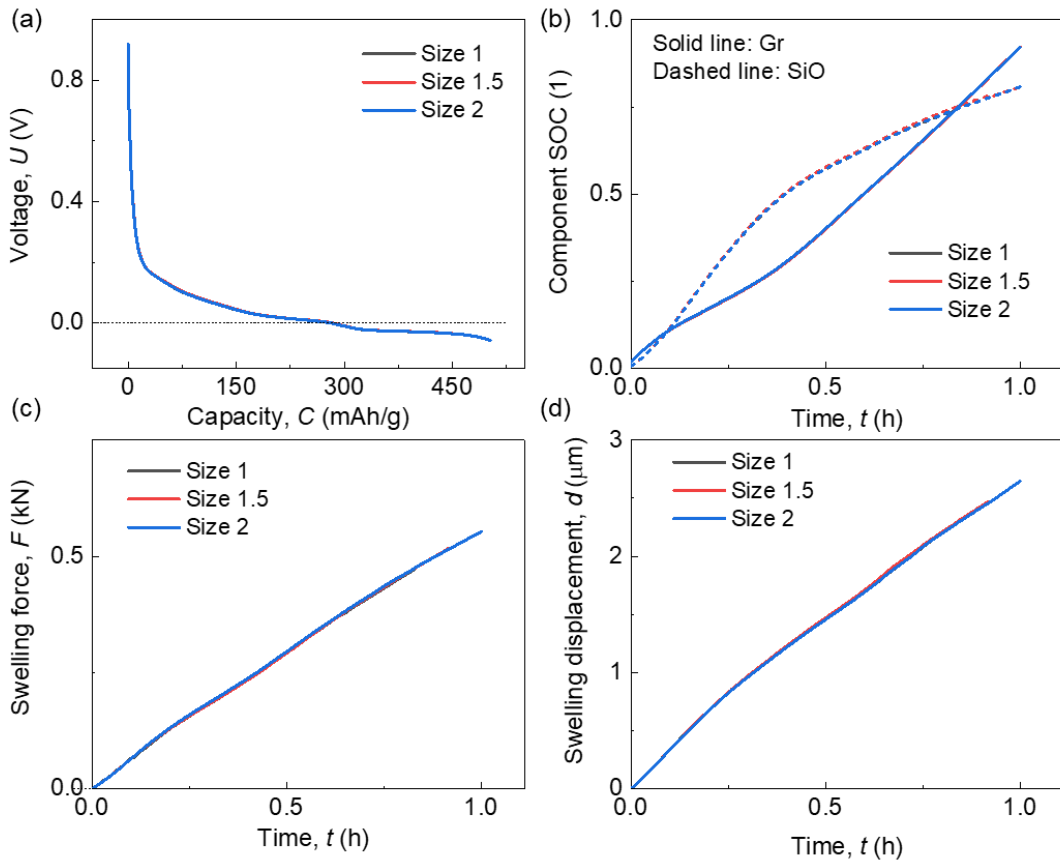 (a)
Size 1
Size 1.5
Size 2
0.8
0.4
0.0
Voltage, U (V)
0
150
300
450
Capacity, C (mAh/g)
(b)
Solid line: Gr
Dashed line: SiO
Size 1
Size 1.5
Size 2
1.0
0.5
0.0
Component SOC (1)
0.0
0.5
1.0
Time, t (h)
(c)
Size 1
Size 1.5
Size 2
0.5
0.0
Swelling force, F (kN)
0.0
0.5
1.0
Time, t (h)
(d)
Size 1
Size 1.5
Size 2
3
2
1
0
Swelling displacement, d (μm)
0.0
0.5
1.0
Time, t (h)